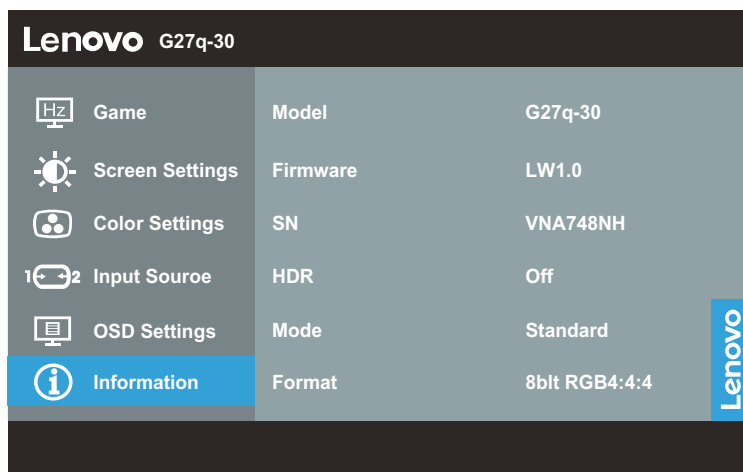 Lenovo G27q-30
Hz Game Model G27q-30
Screen Settings Firmware LW1.0
Color Settings SN VNA748NH
1 2 Input Souroe HDR Off
OSD Settings Mode Standard
i Information Format 8blt RGB4:4:4
Lenovo